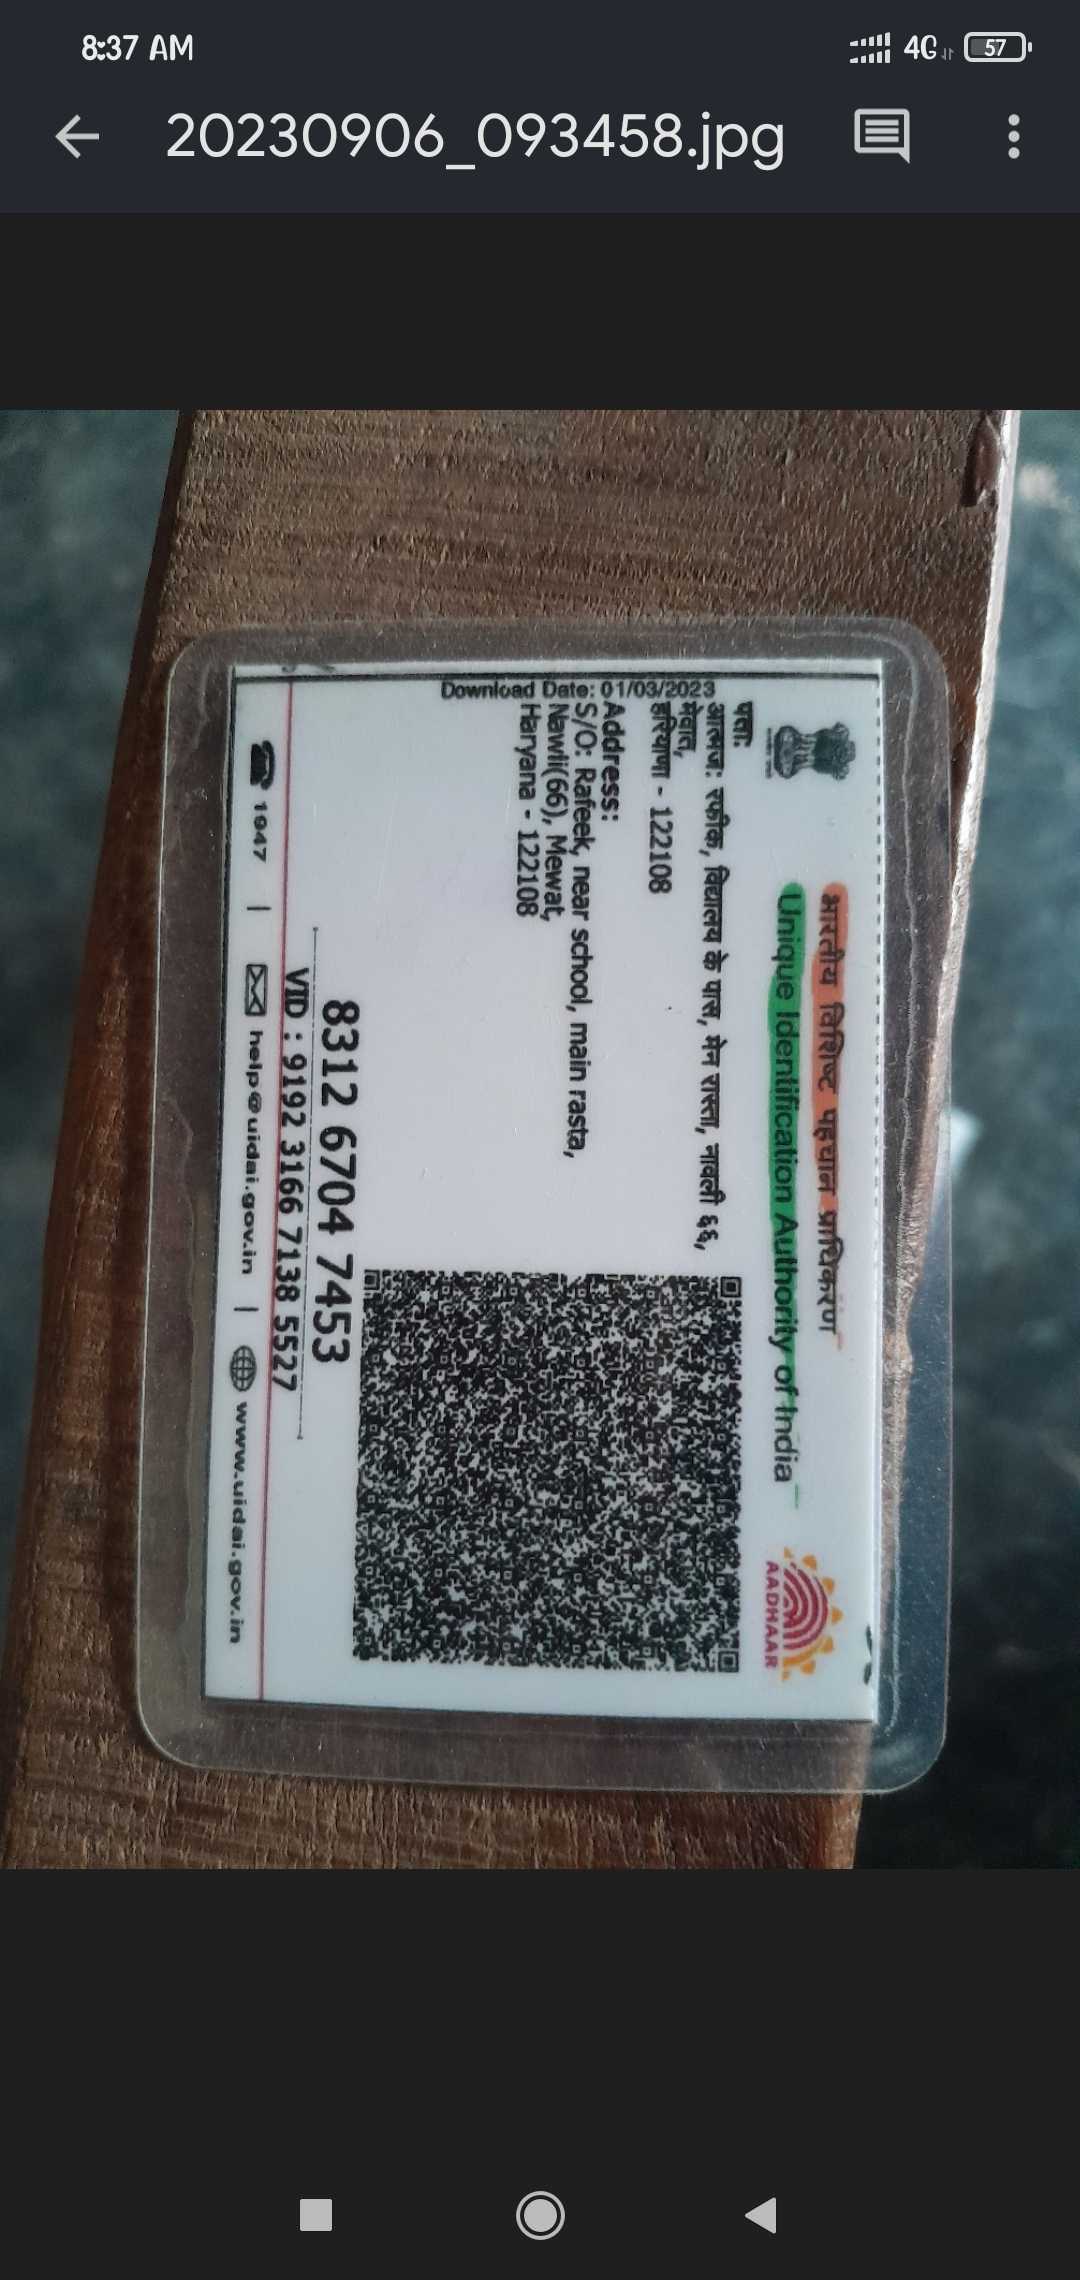 8:37 AM
4G
57
20230906_093458.jpg
भारतीय विशिष्ट पहचान प्राधिकरण
Unique Identification Authority of India
AADHAAR
Download Date: 01/03/2023
पता:
आत्मज: रफीक, विद्यालय के पास, मेन रास्ता, नावली ६६,
मेवात,
हरियाणा - 122108
Address:
S/O: Rafeek, near school, main rasta,
Nawli(66), Mewat,
Haryana - 122108
8312 6704 7453
VID : 9192 3166 7138 5527
1947 | help@uidai.gov.in | www.uidai.gov.in